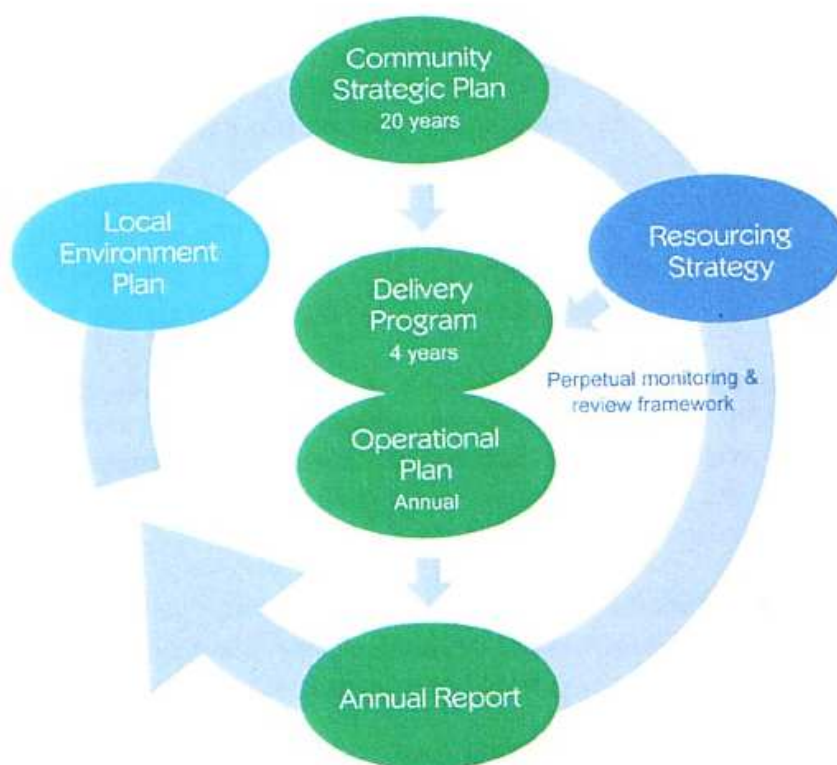 Community
Strategic Plan
20 years
Local
Environment
Plan
Resourcing
Strategy
Delivery
Program
4 years
Perpetual monitoring &
review framework
Operational
Plan
Annual
Annual Report